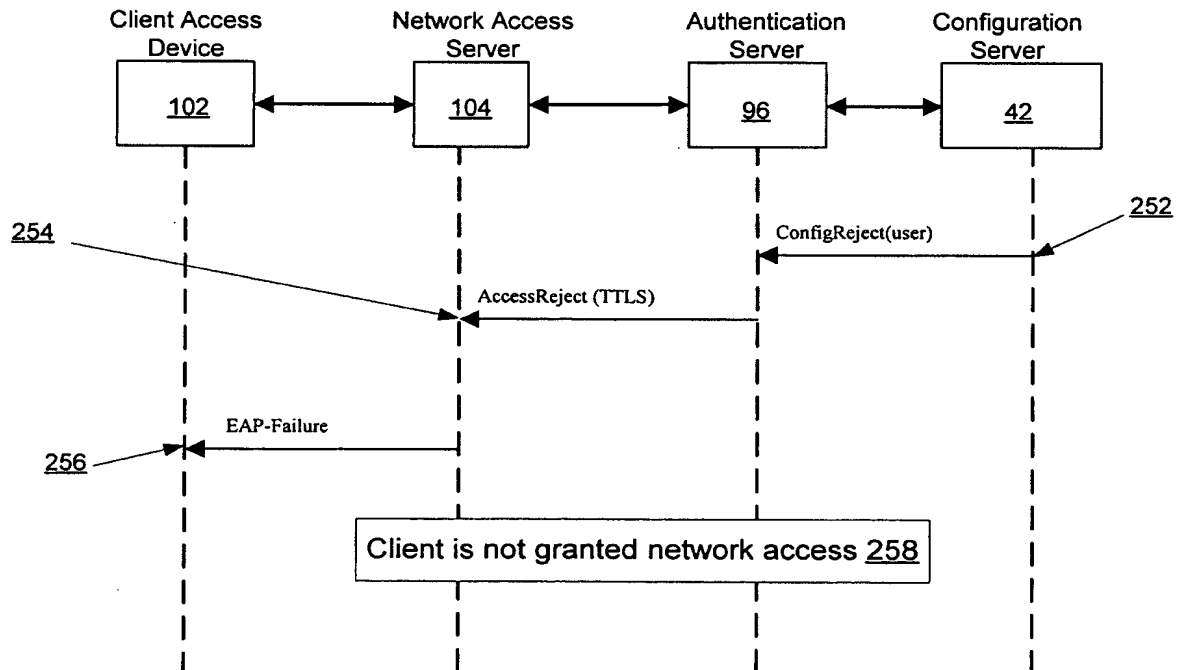 Client Access
Device
Network Access
Server
Authentication
Server
Configuration
Server
102
104
96
42
252
254
ConfigReject(user)
AccessReject (TTLS)
EAP-Failure
256
Client is not granted network access 258